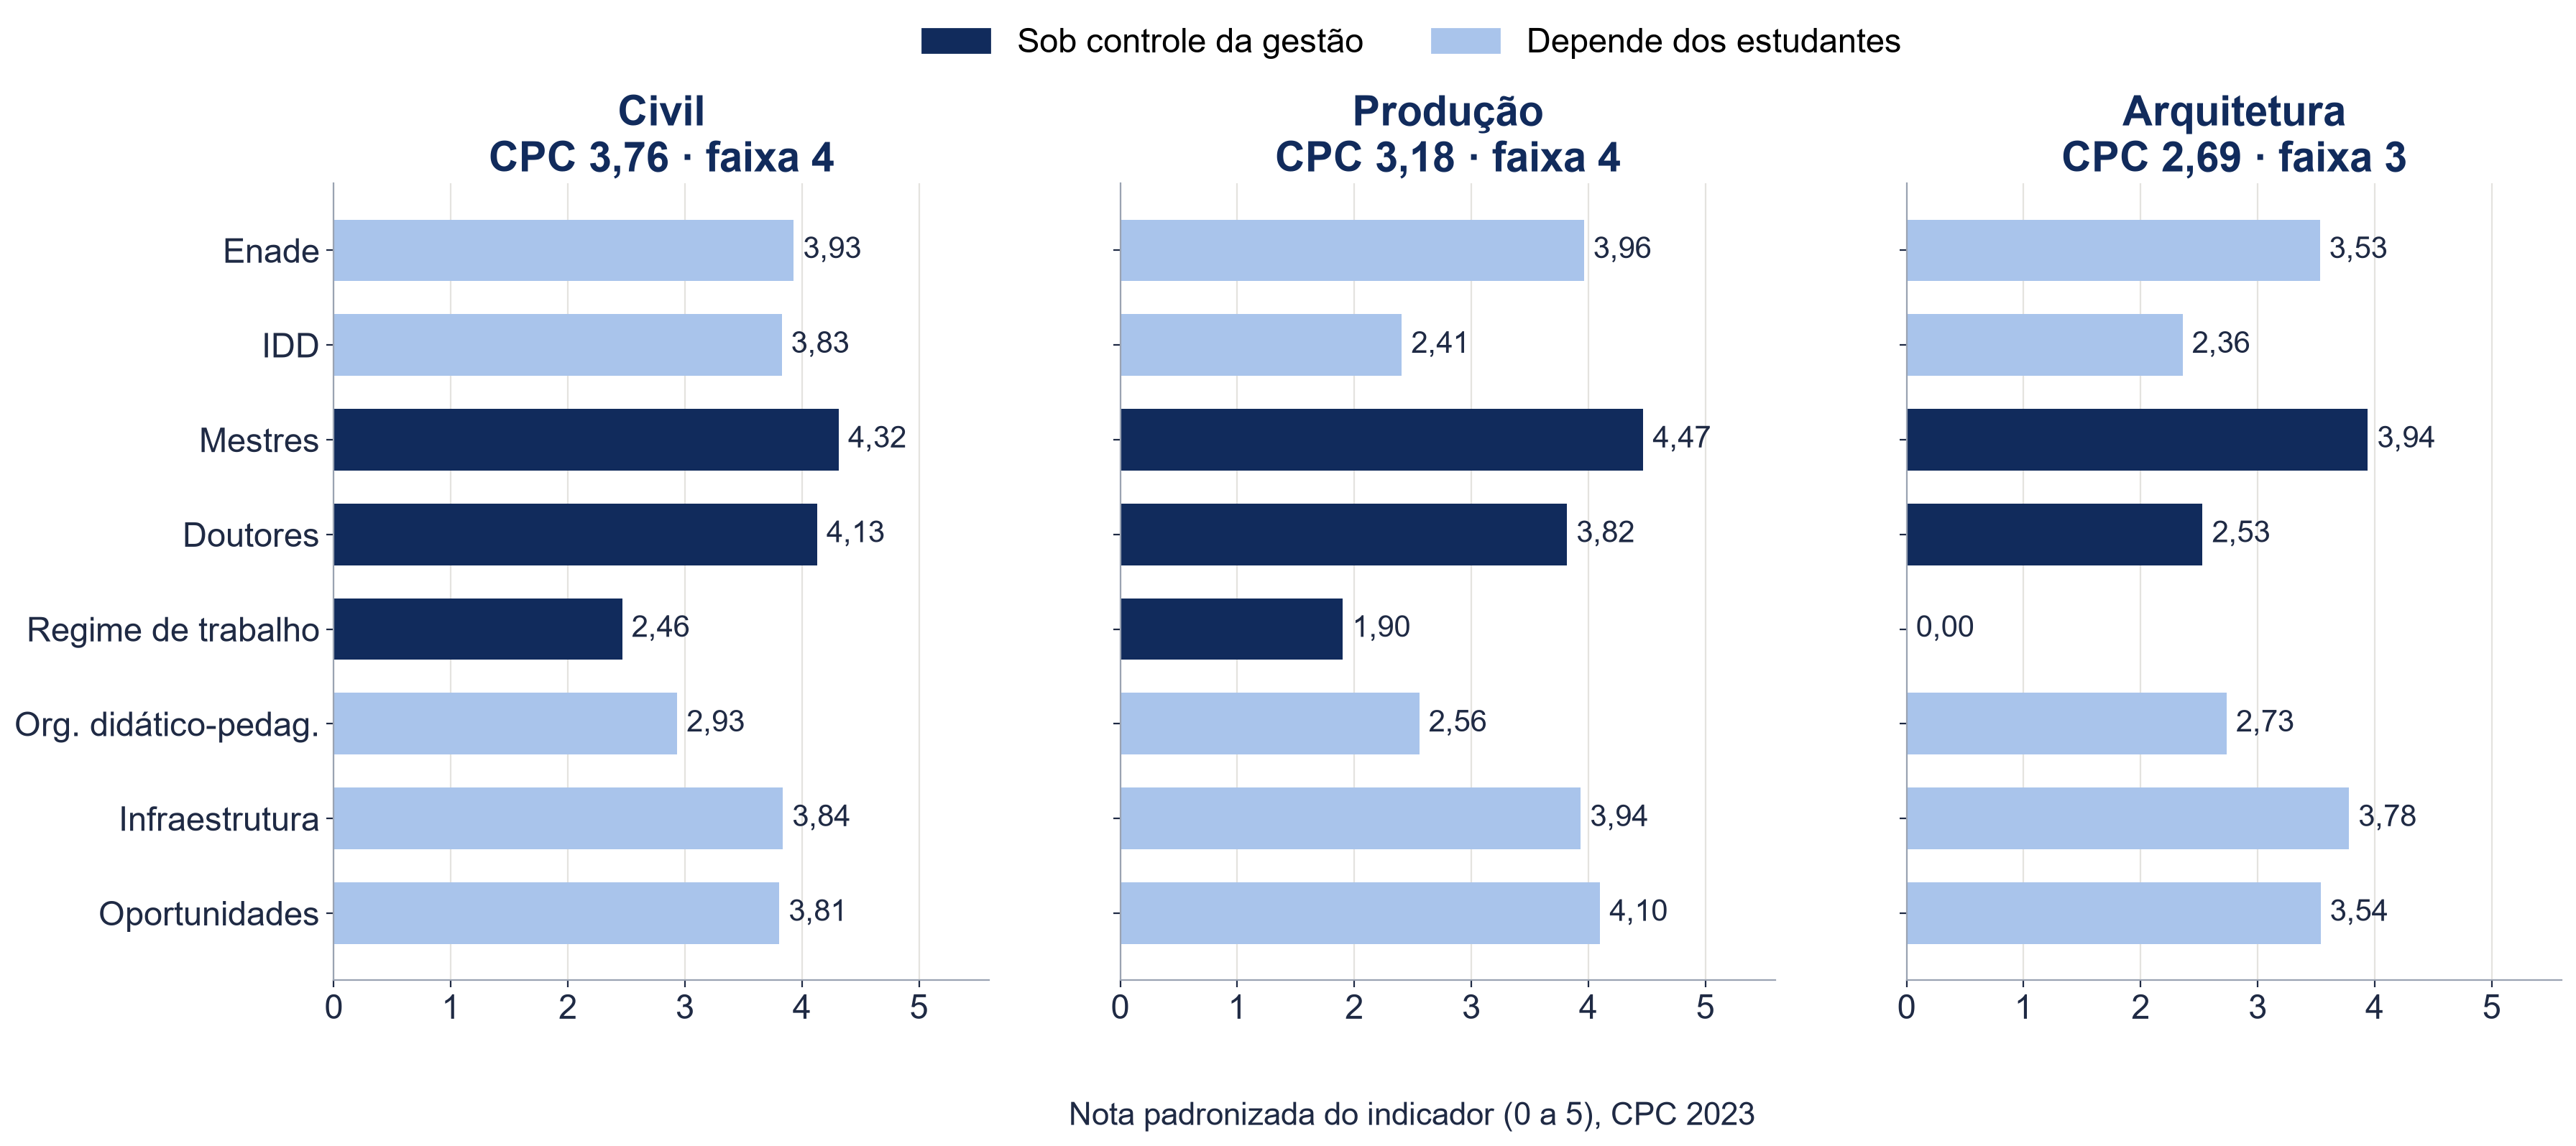 Sob controle da gestão
Depende dos estudantes
Civil
CPC 3,76 · faixa 4
Produção
CPC 3,18 · faixa 4
Arquitetura
CPC 2,69 · faixa 3
Enade 3,93 3,96 3,53
IDD 3,83 2,41 2,36
Mestres 4,32 4,47 3,94
Doutores 4,13 3,82 2,53
Regime de trabalho 2,46 1,90 0,00
Org. didático-pedag. 2,93 2,56 2,73
Infraestrutura 3,84 3,94 3,78
Oportunidades 3,81 4,10 3,54
0 1 2 3 4 5 0 1 2 3 4 5 0 1 2 3 4 5
Nota padronizada do indicador (0 a 5), CPC 2023